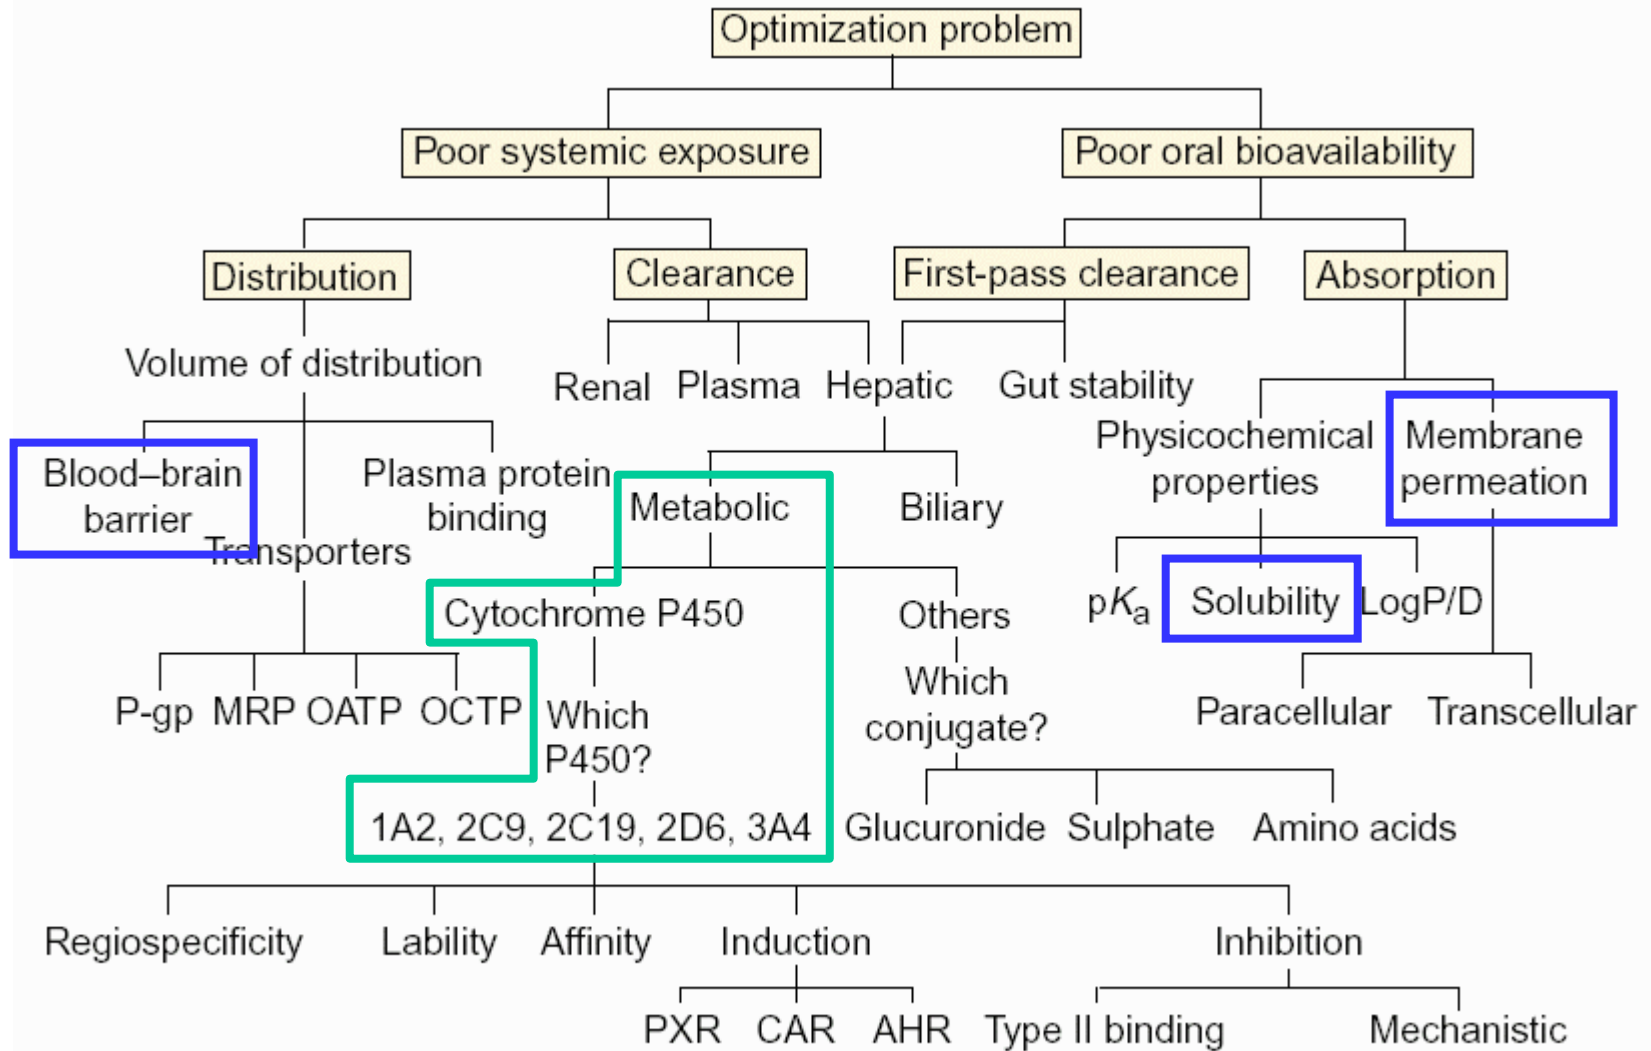 Optimization problem
Poor systemic exposure
Poor oral bioavailability
Distribution
Clearance
First-pass clearance
Absorption
Volume of distribution
Renal
Plasma
Hepatic
Gut stability
Physicochemical
properties
Membrane
permeation
Blood–brain
barrier
Plasma protein
binding
Transporters
Metabolic
Biliary
Cytochrome P450
Others
pKa
Solubility
LogP/D
P-gp
MRP
OATP
OCTP
Which
P450?
Which
conjugate?
Paracellular
Transcellular
1A2, 2C9, 2C19, 2D6, 3A4
Glucuronide
Sulphate
Amino acids
Regiospecificity
Lability
Affinity
Induction
Inhibition
PXR
CAR
AHR
Type II binding
Mechanistic